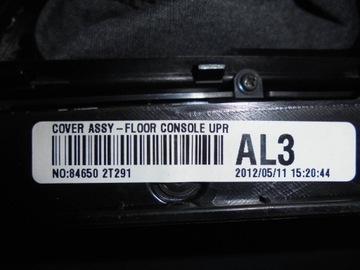 COVER ASSY-FLOOR CONSOLE UPR
AL3
NO:84650 2T291
2012/05/11 15:20:44